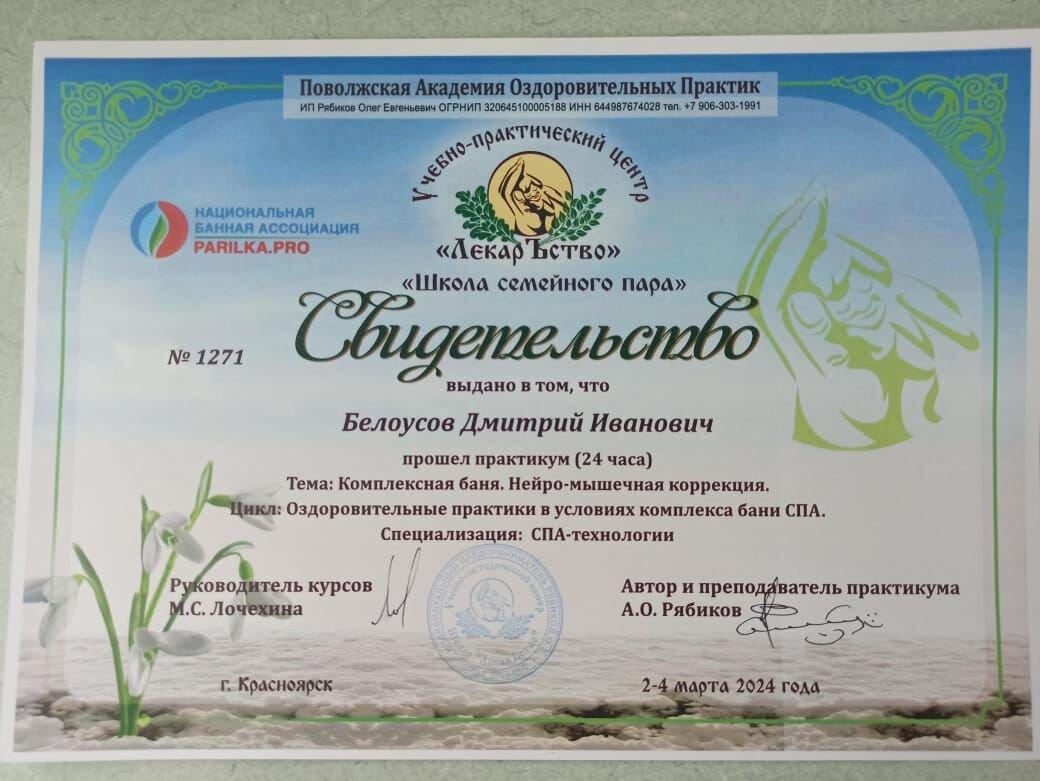 Поволжская Академия Оздоровительных Практик
ИП Рябиков Олег Евгеньевич ОГРНИП 320645100005188 ИНН 644987674028 тел. +7 906-303-1991
Учебно-практический центр
«ЛекарЪство»
«Школа семейного пара»
НАЦИОНАЛЬНАЯ
БАННАЯ АССОЦИАЦИЯ
PARILKA.PRO
Свидетельство
№ 1271
выдано в том, что
Белоусов Дмитрий Иванович
прошел практикум (24 часа)
Тема: Комплексная баня. Нейро-мышечная коррекция.
Цикл: Оздоровительные практики в условиях комплекса бани СПА.
Специализация: СПА-технологии
Руководитель курсов
М.С. Лочехина
Автор и преподаватель практикума
А.О. Рябиков
г. Красноярск
2-4 марта 2024 года